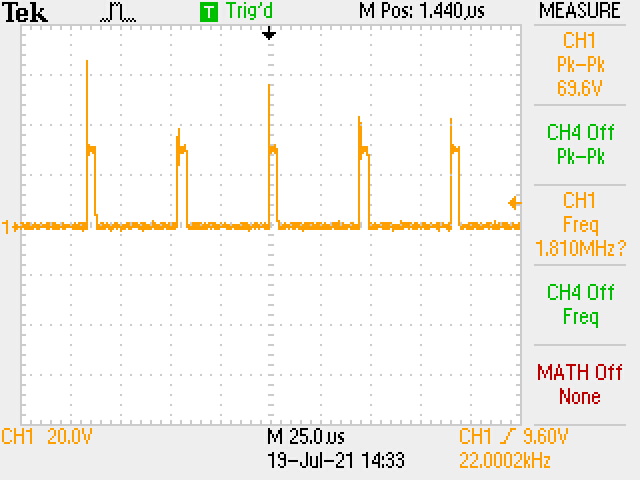 Tek T Trig'd M Pos: 1.440µs MEASURE
CH1
Pk-Pk
69.6V
CH4 Off
Pk-Pk
CH1
Freq
1.810MHz?
CH4 Off
Freq
MATH Off
None
1
CH1 20.0V M 25.0µs CH1 9.60V
19-Jul-21 14:33 22.0002kHz